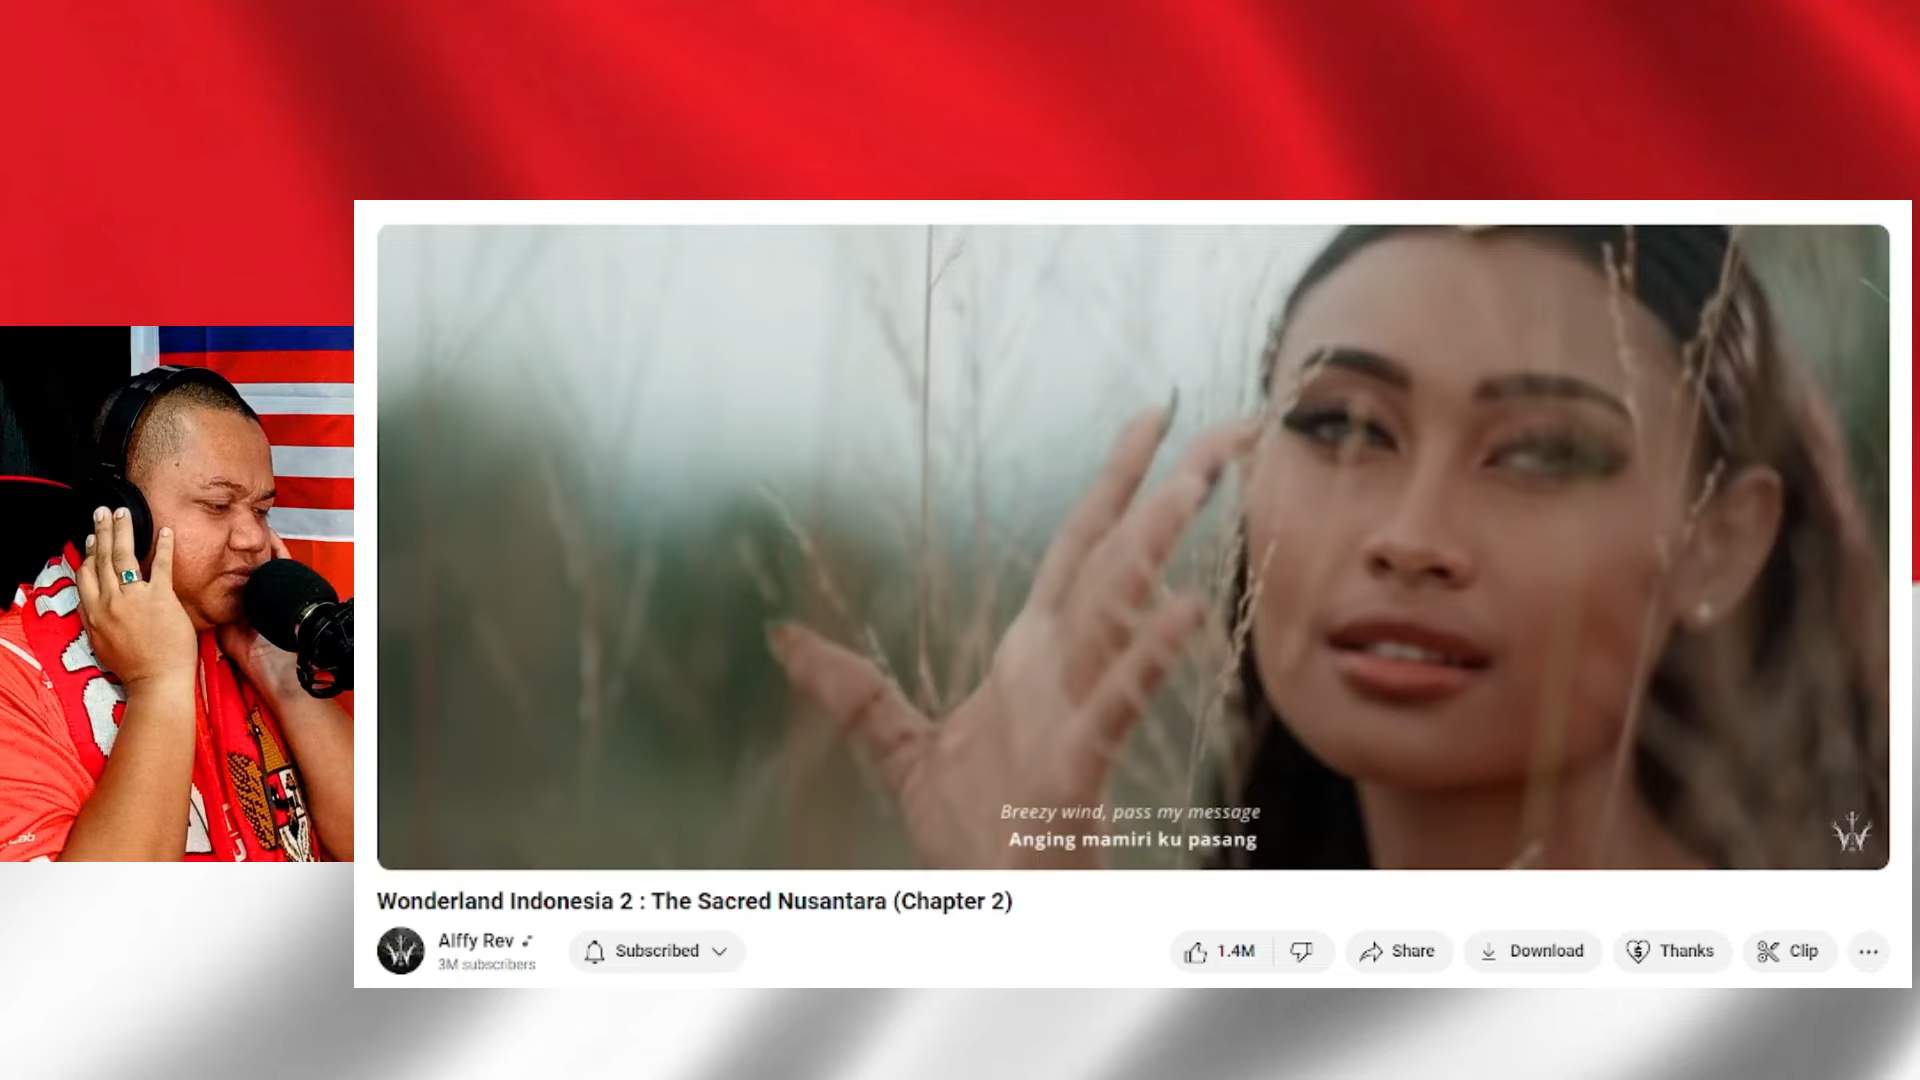 Breezy wind, pass my message
Anging mamiri ku pasang
Wonderland Indonesia 2 : The Sacred Nusantara (Chapter 2)
Alffy Rev
3M subscribers
Subscribed
1.4M
Share
Download
Thanks
Clip